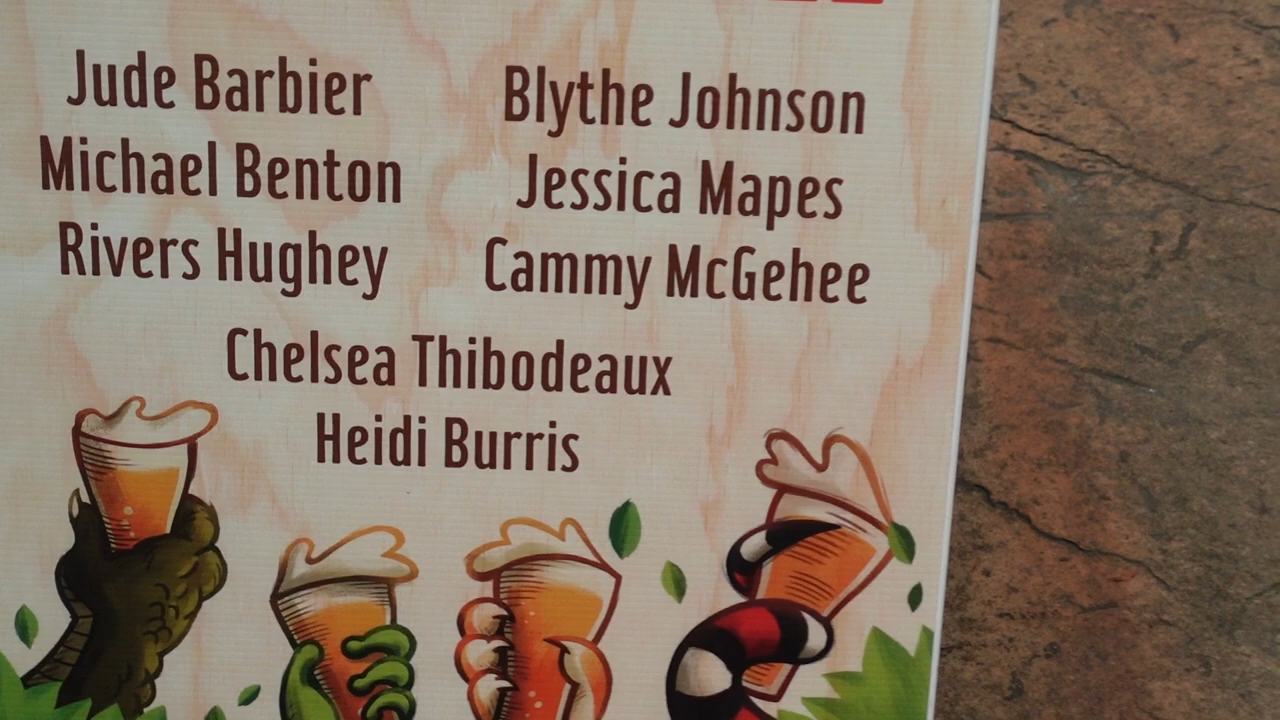 Jude Barbier
Michael Benton
Rivers Hughey
Blythe Johnson
Jessica Mapes
Cammy McGehee
Chelsea Thibodeaux
Heidi Burris